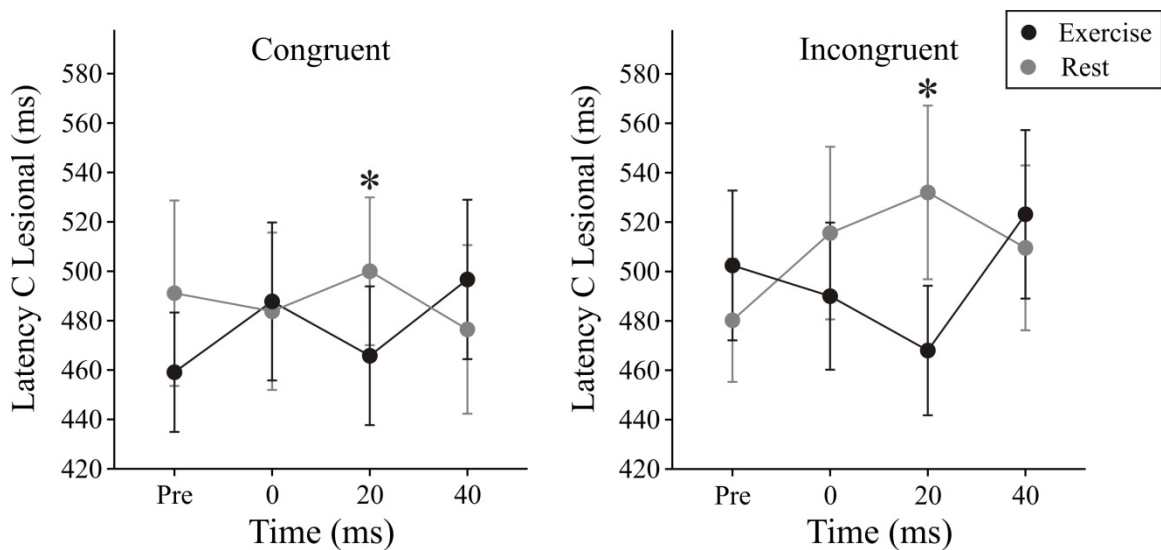 Congruent
Latency C Lesional (ms)
580
560
540
520
500
480
460
440
420
*
Pre 0 20 40
Time (ms)
Incongruent
Exercise
Rest
Latency C Lesional (ms)
580
560
540
520
500
480
460
440
420
*
Pre 0 20 40
Time (ms)